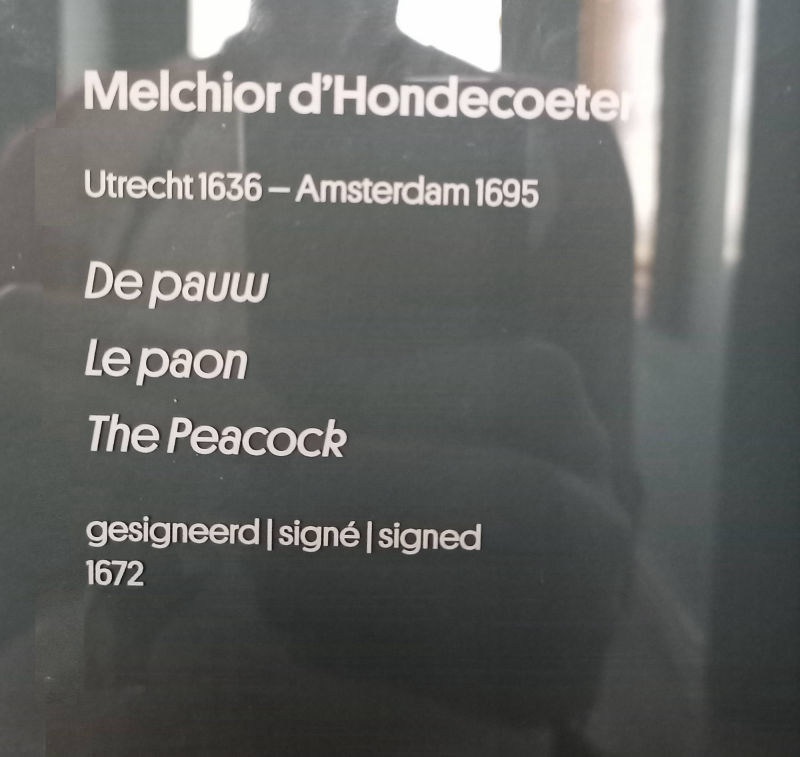 Melchior d'Hondecoeter
Utrecht 1636 – Amsterdam 1695
De pauw
Le paon
The Peacock
gesigneerd | signé | signed
1672